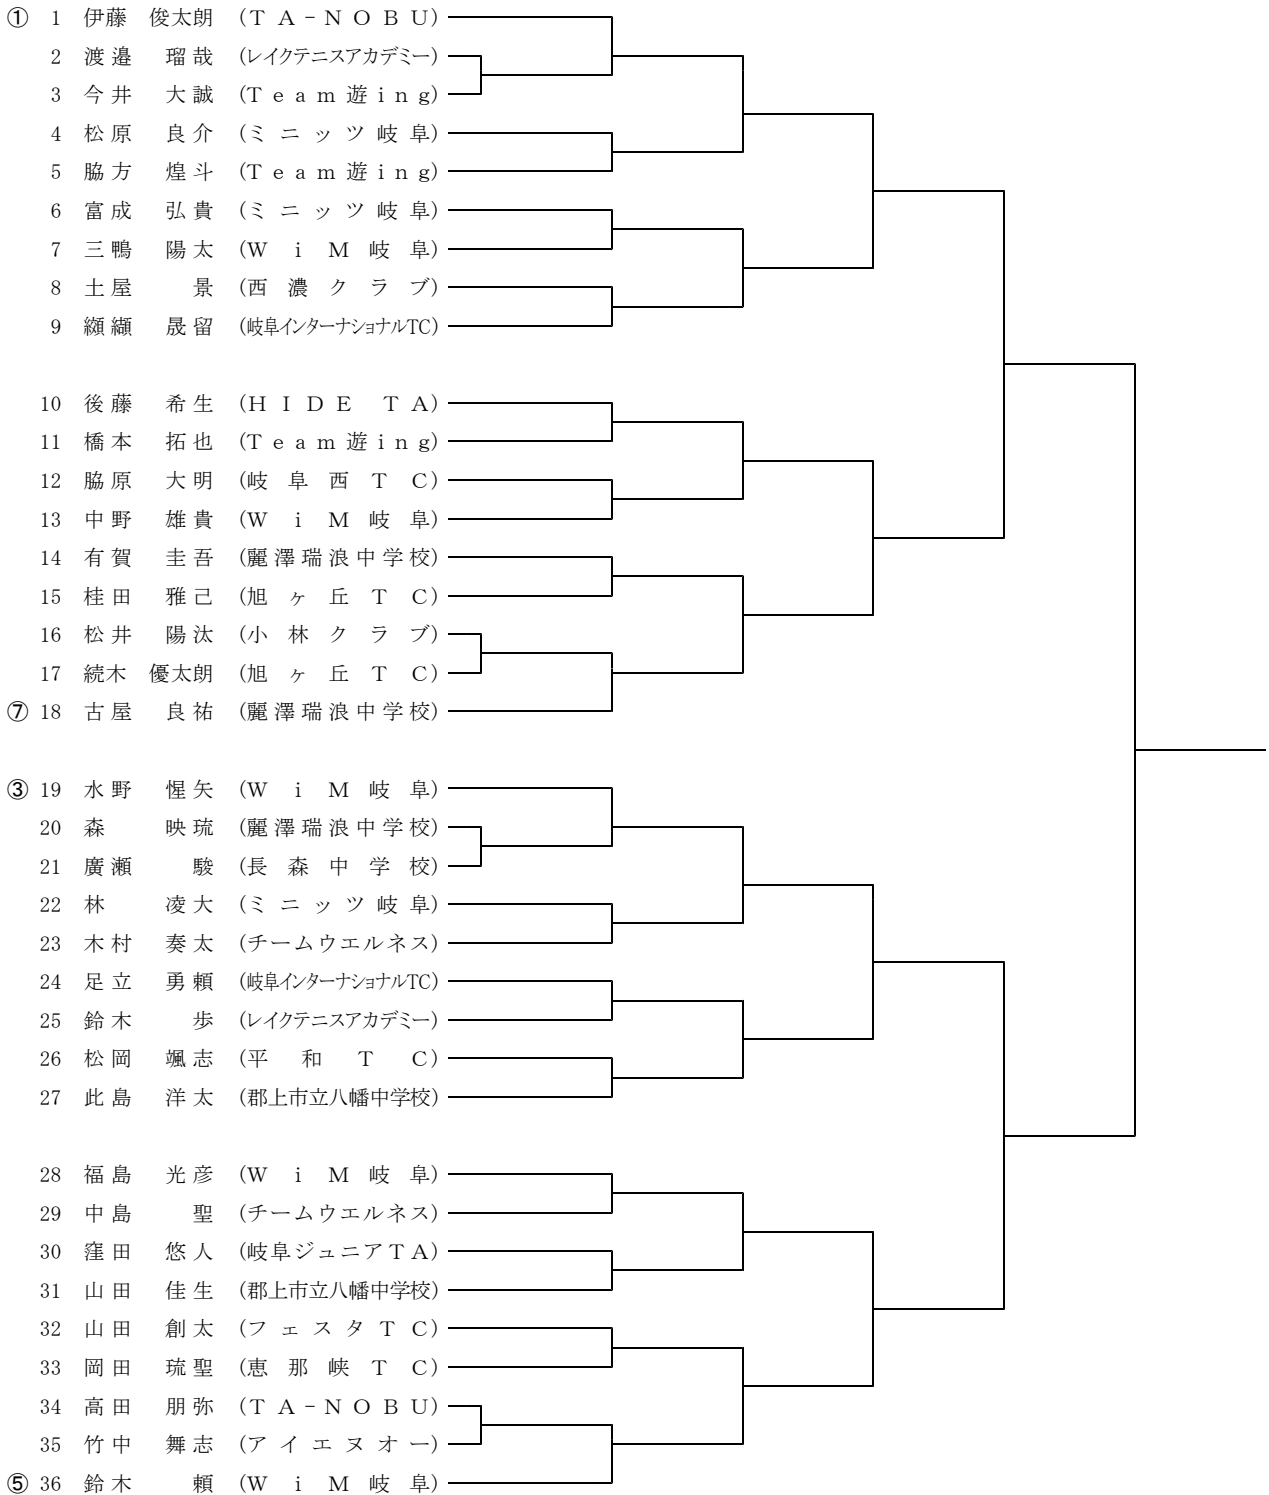 ① 1 伊藤 俊太朗 (TA-NOBU)
2 渡邉 瑠哉 (レイクテニスアカデミー)
3 今井 大誠 (Team遊ing)
4 松原 良介 (ミニッツ岐阜)
5 脇方 煌斗 (Team遊ing)
6 富成 弘貴 (ミニッツ岐阜)
7 三鴨 陽太 (WiM岐阜)
8 土屋 景 (西濃クラブ)
9 纐纈 晟留 (岐阜インターナショナルTC)
10 後藤 希生 (HIDE TA)
11 橋本 拓也 (Team遊ing)
12 脇原 大明 (岐阜西TC)
13 中野 雄貴 (WiM岐阜)
14 有賀 圭吾 (麗澤瑞浪中学校)
15 桂田 雅己 (旭ヶ丘TC)
16 松井 陽汰 (小林クラブ)
17 続木 優太朗 (旭ヶ丘TC)
⑦ 18 古屋 良祐 (麗澤瑞浪中学校)
③ 19 水野 惺矢 (WiM岐阜)
20 森 映琉 (麗澤瑞浪中学校)
21 廣瀬 駿 (長森中学校)
22 林 凌大 (ミニッツ岐阜)
23 木村 奏太 (チームウエルネス)
24 足立 勇頼 (岐阜インターナショナルTC)
25 鈴木 歩 (レイクテニスアカデミー)
26 松岡 颯志 (平和TC)
27 此島 洋太 (郡上市立八幡中学校)
28 福島 光彦 (WiM岐阜)
29 中島 聖 (チームウエルネス)
30 窪田 悠人 (岐阜ジュニアTA)
31 山田 佳生 (郡上市立八幡中学校)
32 山田 創太 (フェスタTC)
33 岡田 琉聖 (恵那峡TC)
34 高田 朋弥 (TA-NOBU)
35 竹中 舞志 (アイエヌオー)
⑤ 36 鈴木 頼 (WiM岐阜)